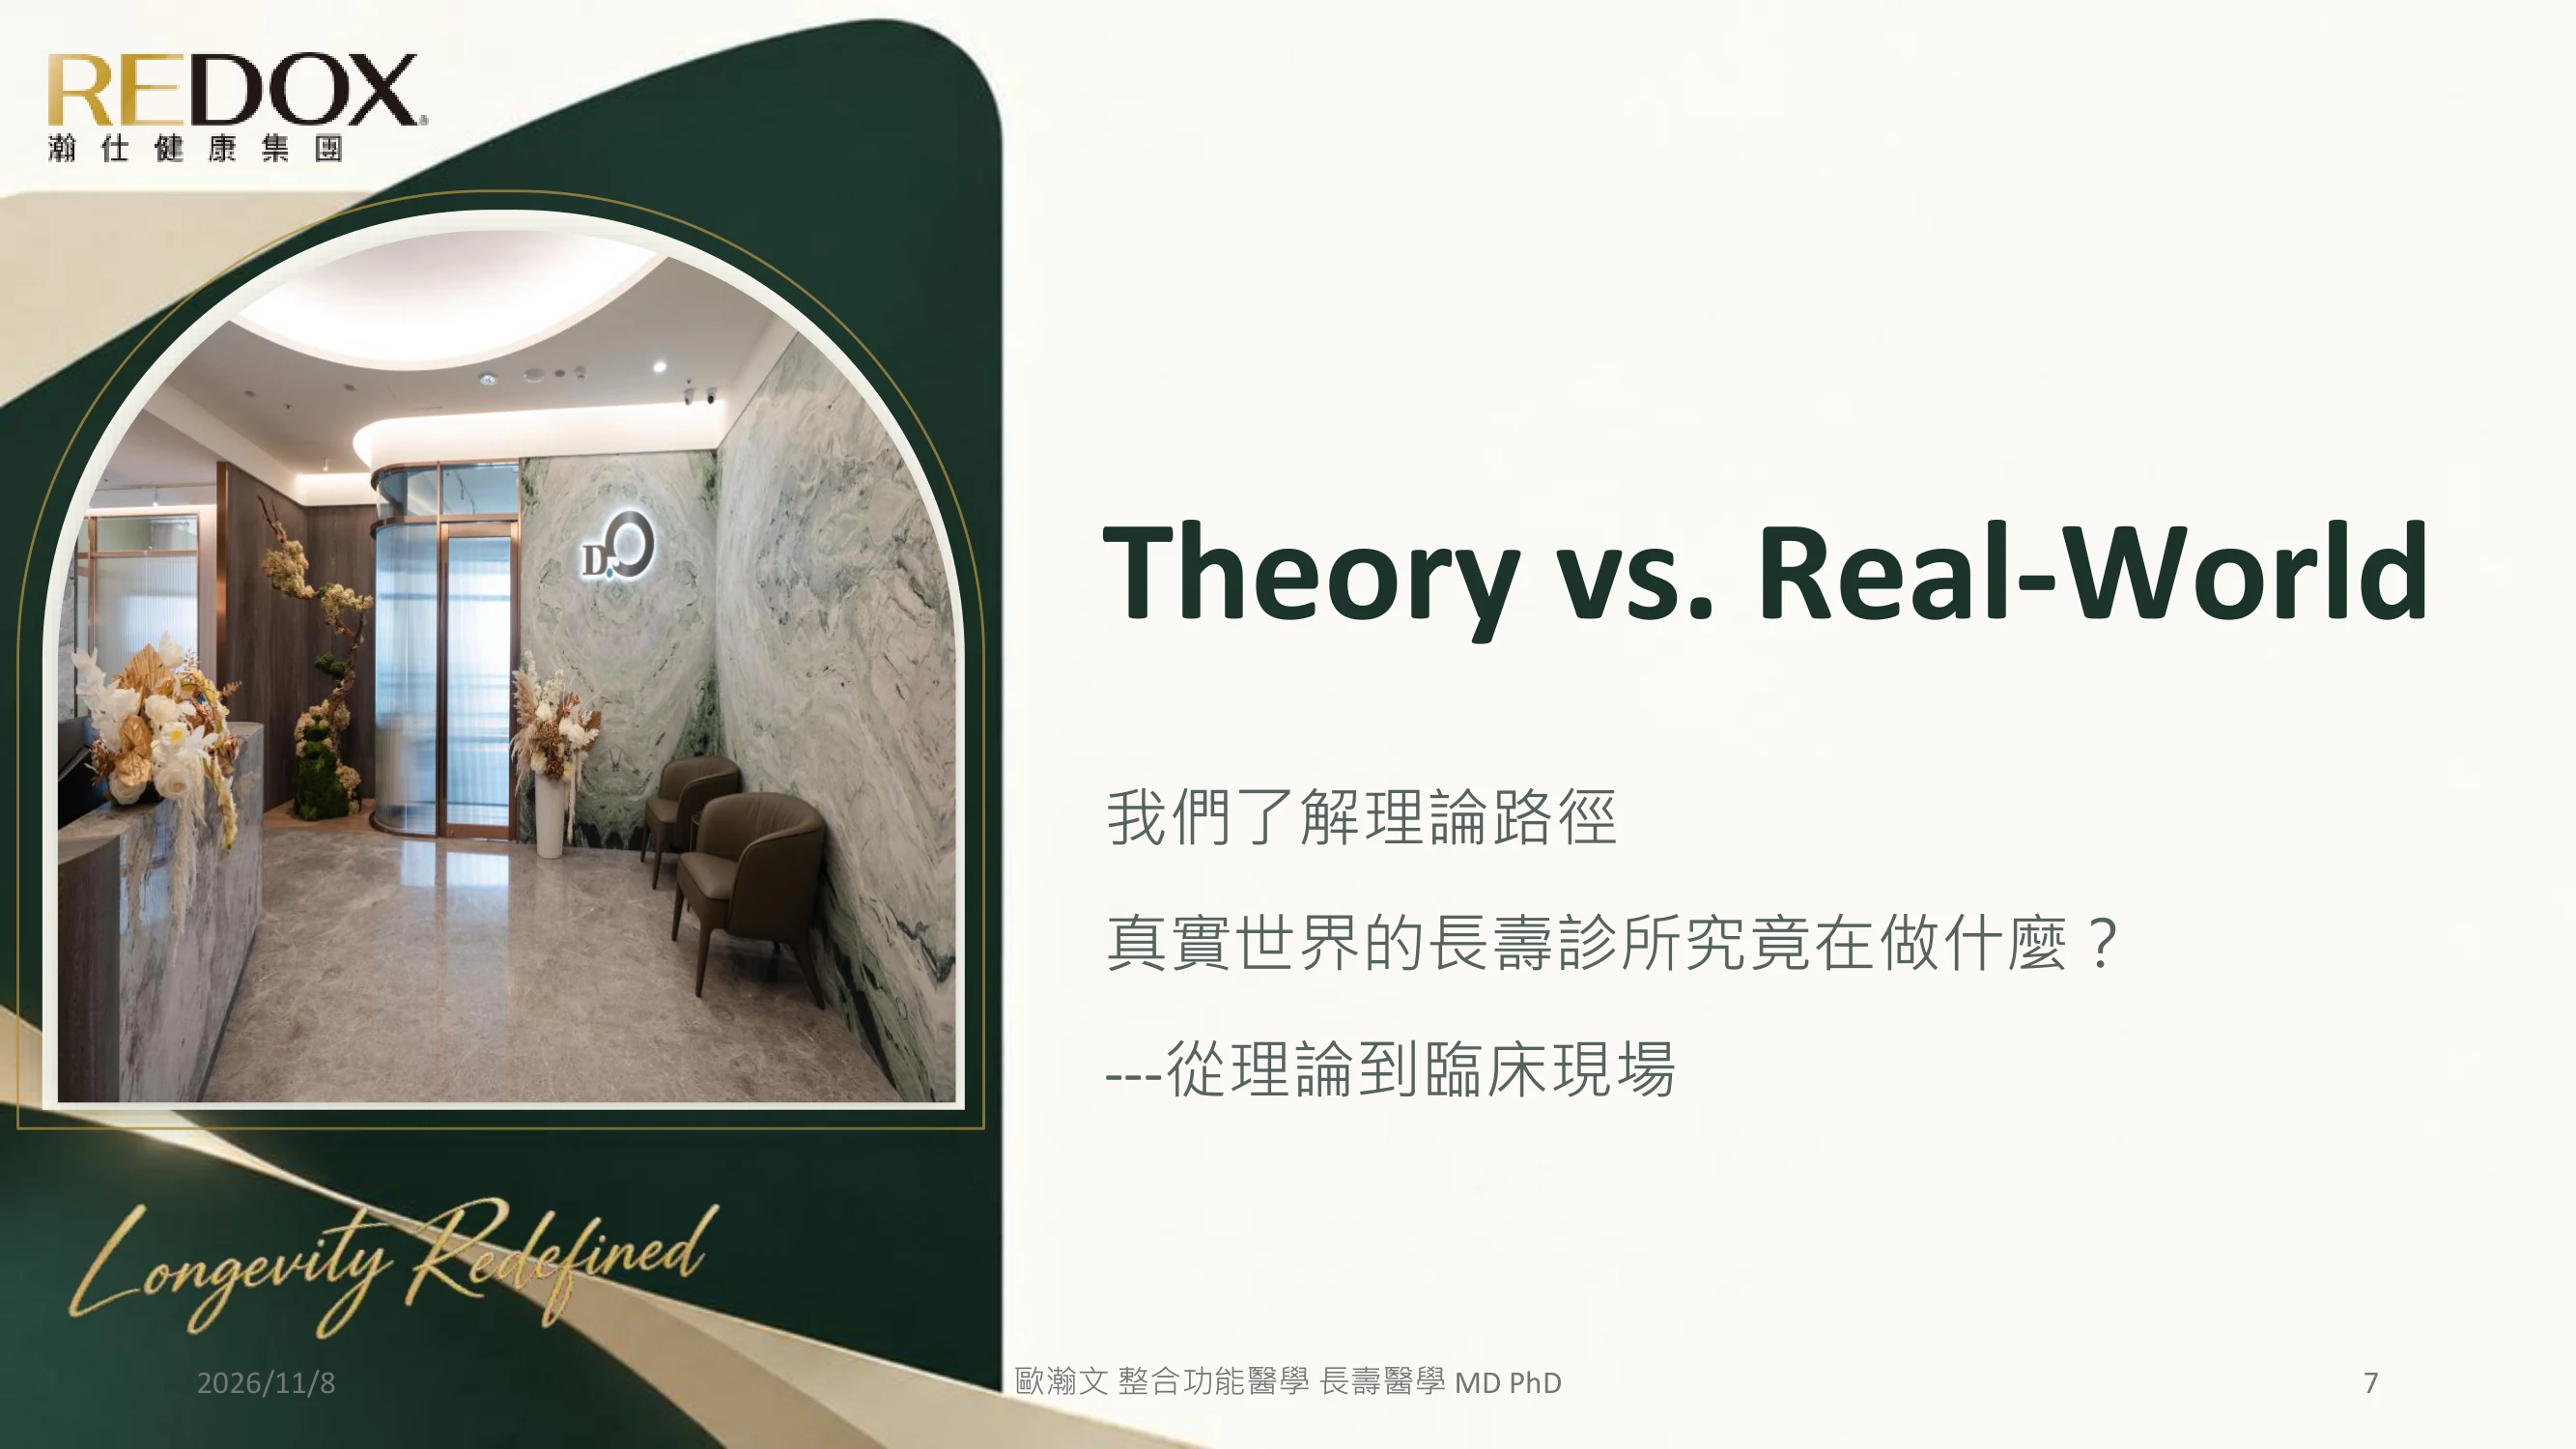 REDOX®
瀚仕健康集團
D.O
Theory vs. Real-World
我們了解理論路徑
真實世界的長壽診所究竟在做什麼？
---從理論到臨床現場
Longevity Redefined
2026/11/8
歐瀚文 整合功能醫學 長壽醫學 MD PhD
7